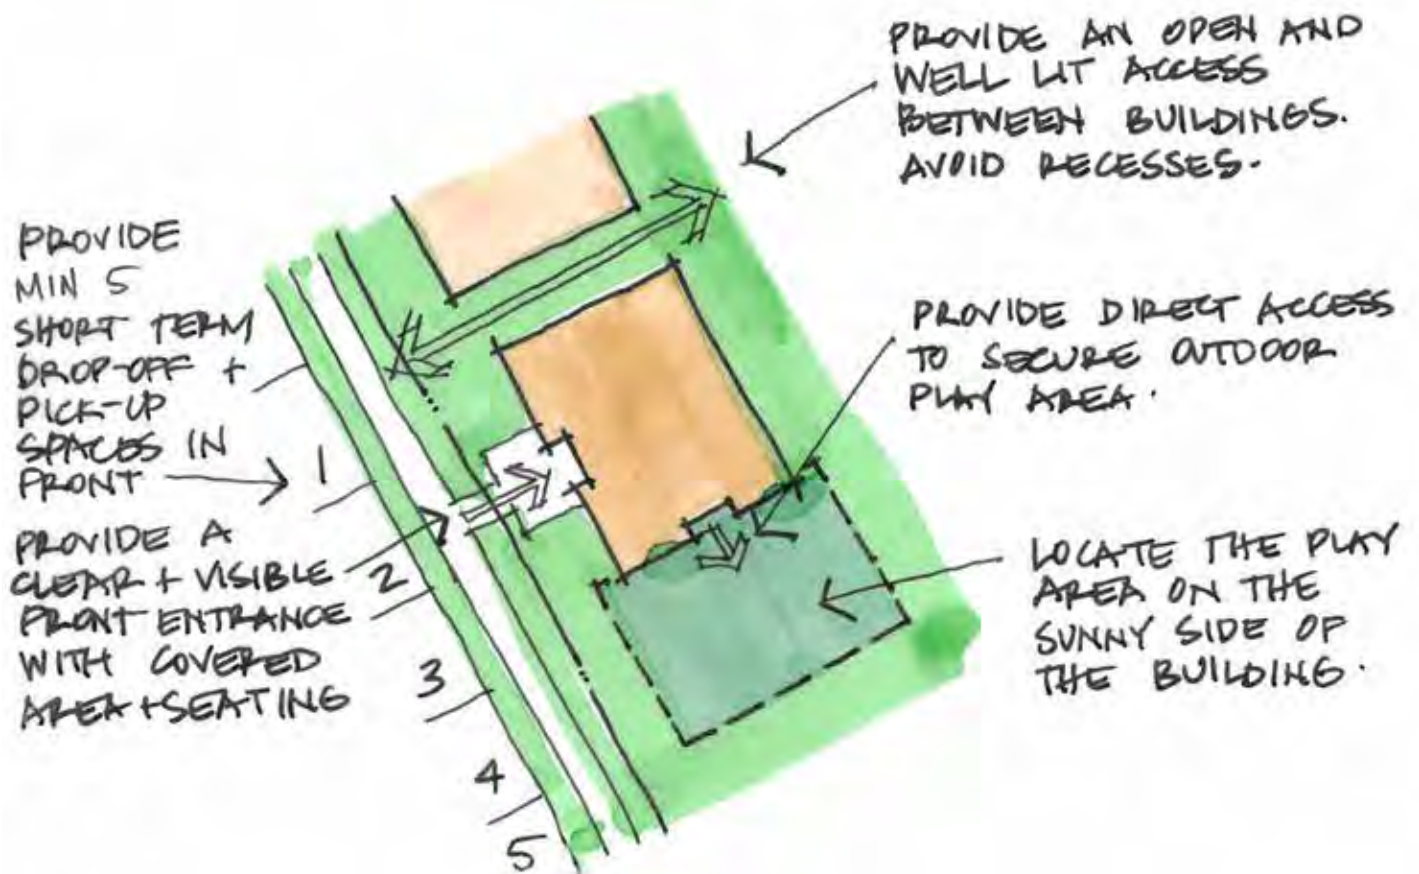 PROVIDE AN OPEN AND
WELL LIT ACCESS
BETWEEN BUILDINGS.
AVOID RECESSES.
PROVIDE
MIN 5
SHORT TERM
DROP-OFF +
PICK-UP
SPACES IN
FRONT
PROVIDE A
CLEAR + VISIBLE
FRONT ENTRANCE
WITH COVERED
AREA + SEATING
1
2
3
4
5
PROVIDE DIRECT ACCESS
TO SECURE OUTDOOR
PLAY AREA.
LOCATE THE PLAY
AREA ON THE
SUNNY SIDE OF
THE BUILDING.